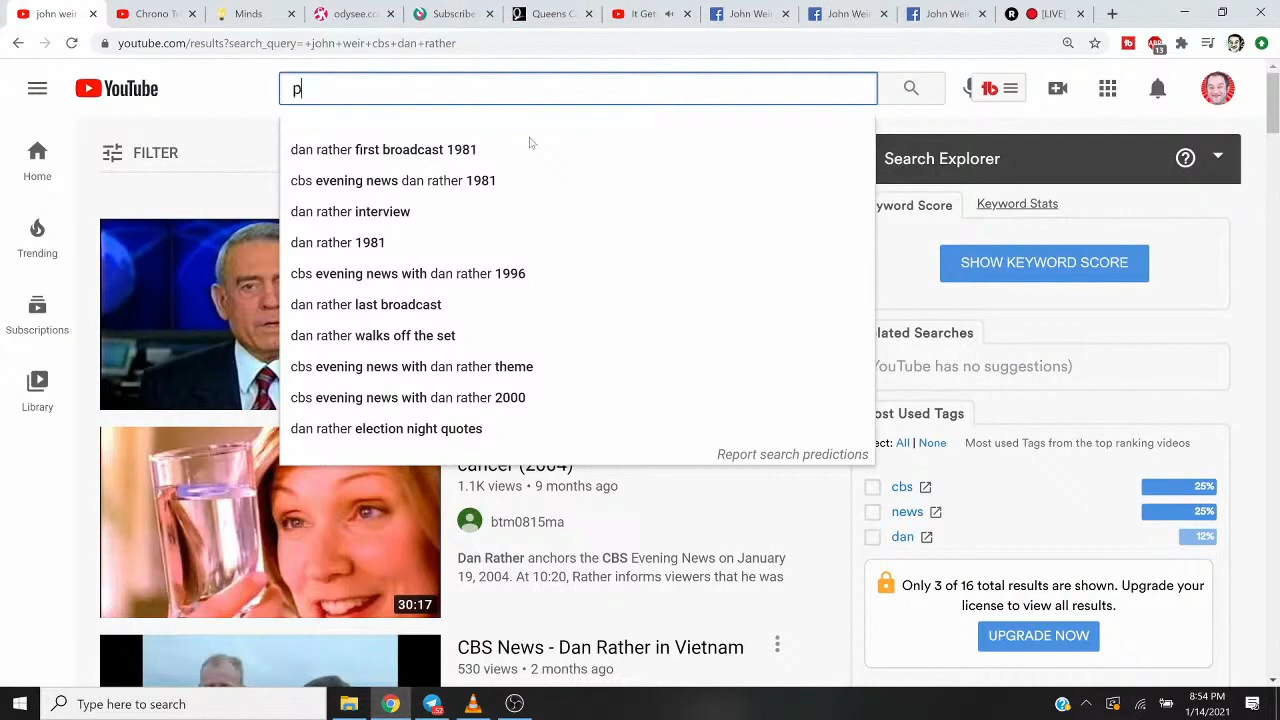 john weir
Chrono T
Minds
odysee.co
Subscribe
Queens G
It Get
John Weir
John Wei
John Weir
[LIVE]
youtube.com/results?search_query=+john+weir+cbs+dan+rather
13
YouTube
p
tb
Home
Trending
Subscriptions
Library
FILTER
dan rather first broadcast 1981
cbs evening news dan rather 1981
dan rather interview
dan rather 1981
cbs evening news with dan rather 1996
dan rather last broadcast
dan rather walks off the set
cbs evening news with dan rather theme
cbs evening news with dan rather 2000
dan rather election night quotes
Report search predictions
cancer (2004)
1.1K views • 9 months ago
btm0815ma
Dan Rather anchors the CBS Evening News on January
19, 2004. At 10:20, Rather informs viewers that he was
30:17
CBS News - Dan Rather in Vietnam
530 views • 2 months ago
Search Explorer
yword Score
Keyword Stats
SHOW KEYWORD SCORE
elated Searches
YouTube has no suggestions)
ost Used Tags
ect: All | None
Most used Tags from the top ranking videos
cbs
25%
news
25%
dan
12%
Only 3 of 16 total results are shown. Upgrade your
license to view all results.
UPGRADE NOW
Type here to search
52
8:54 PM
1/14/2021